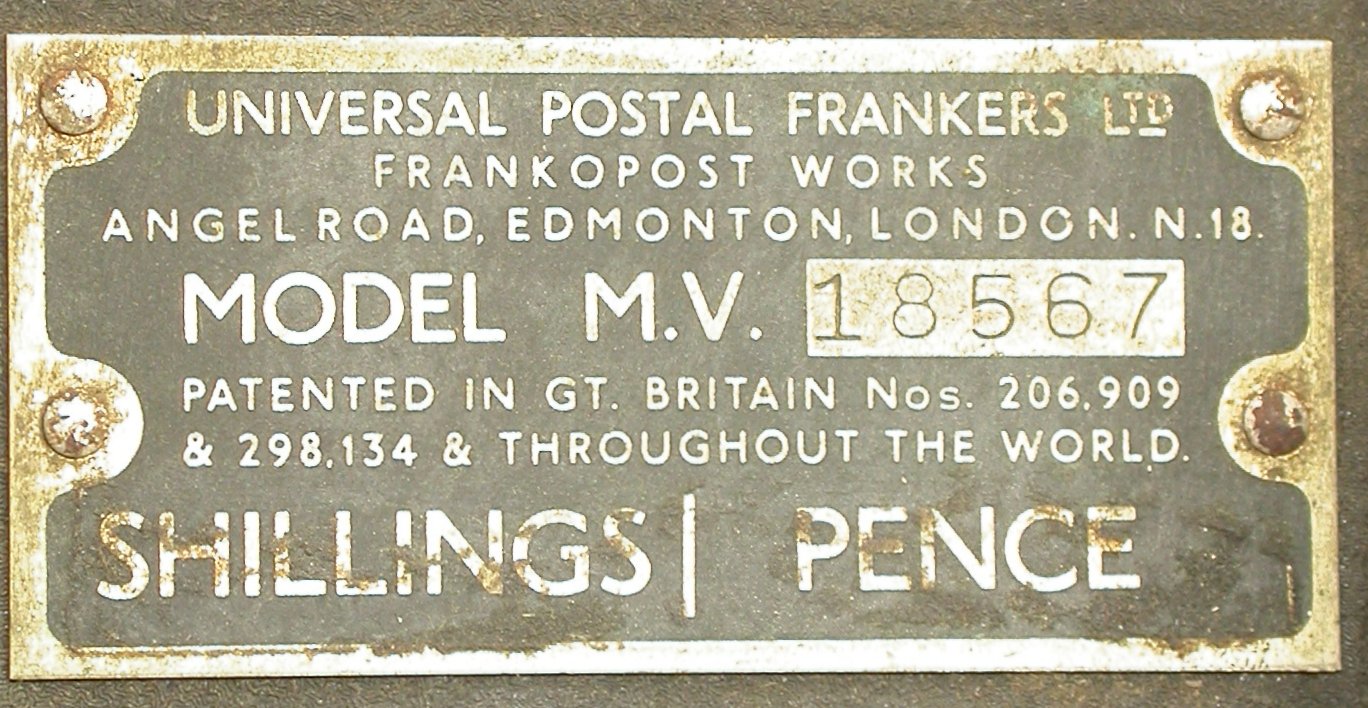 UNIVERSAL POSTAL FRANKERS LTD
FRANKOPOST WORKS
ANGEL ROAD, EDMONTON, LONDON. N.18.
MODEL M.V. 18567
PATENTED IN GT. BRITAIN Nos. 206,909
& 298,134 & THROUGHOUT THE WORLD.
SHILLINGS| PENCE